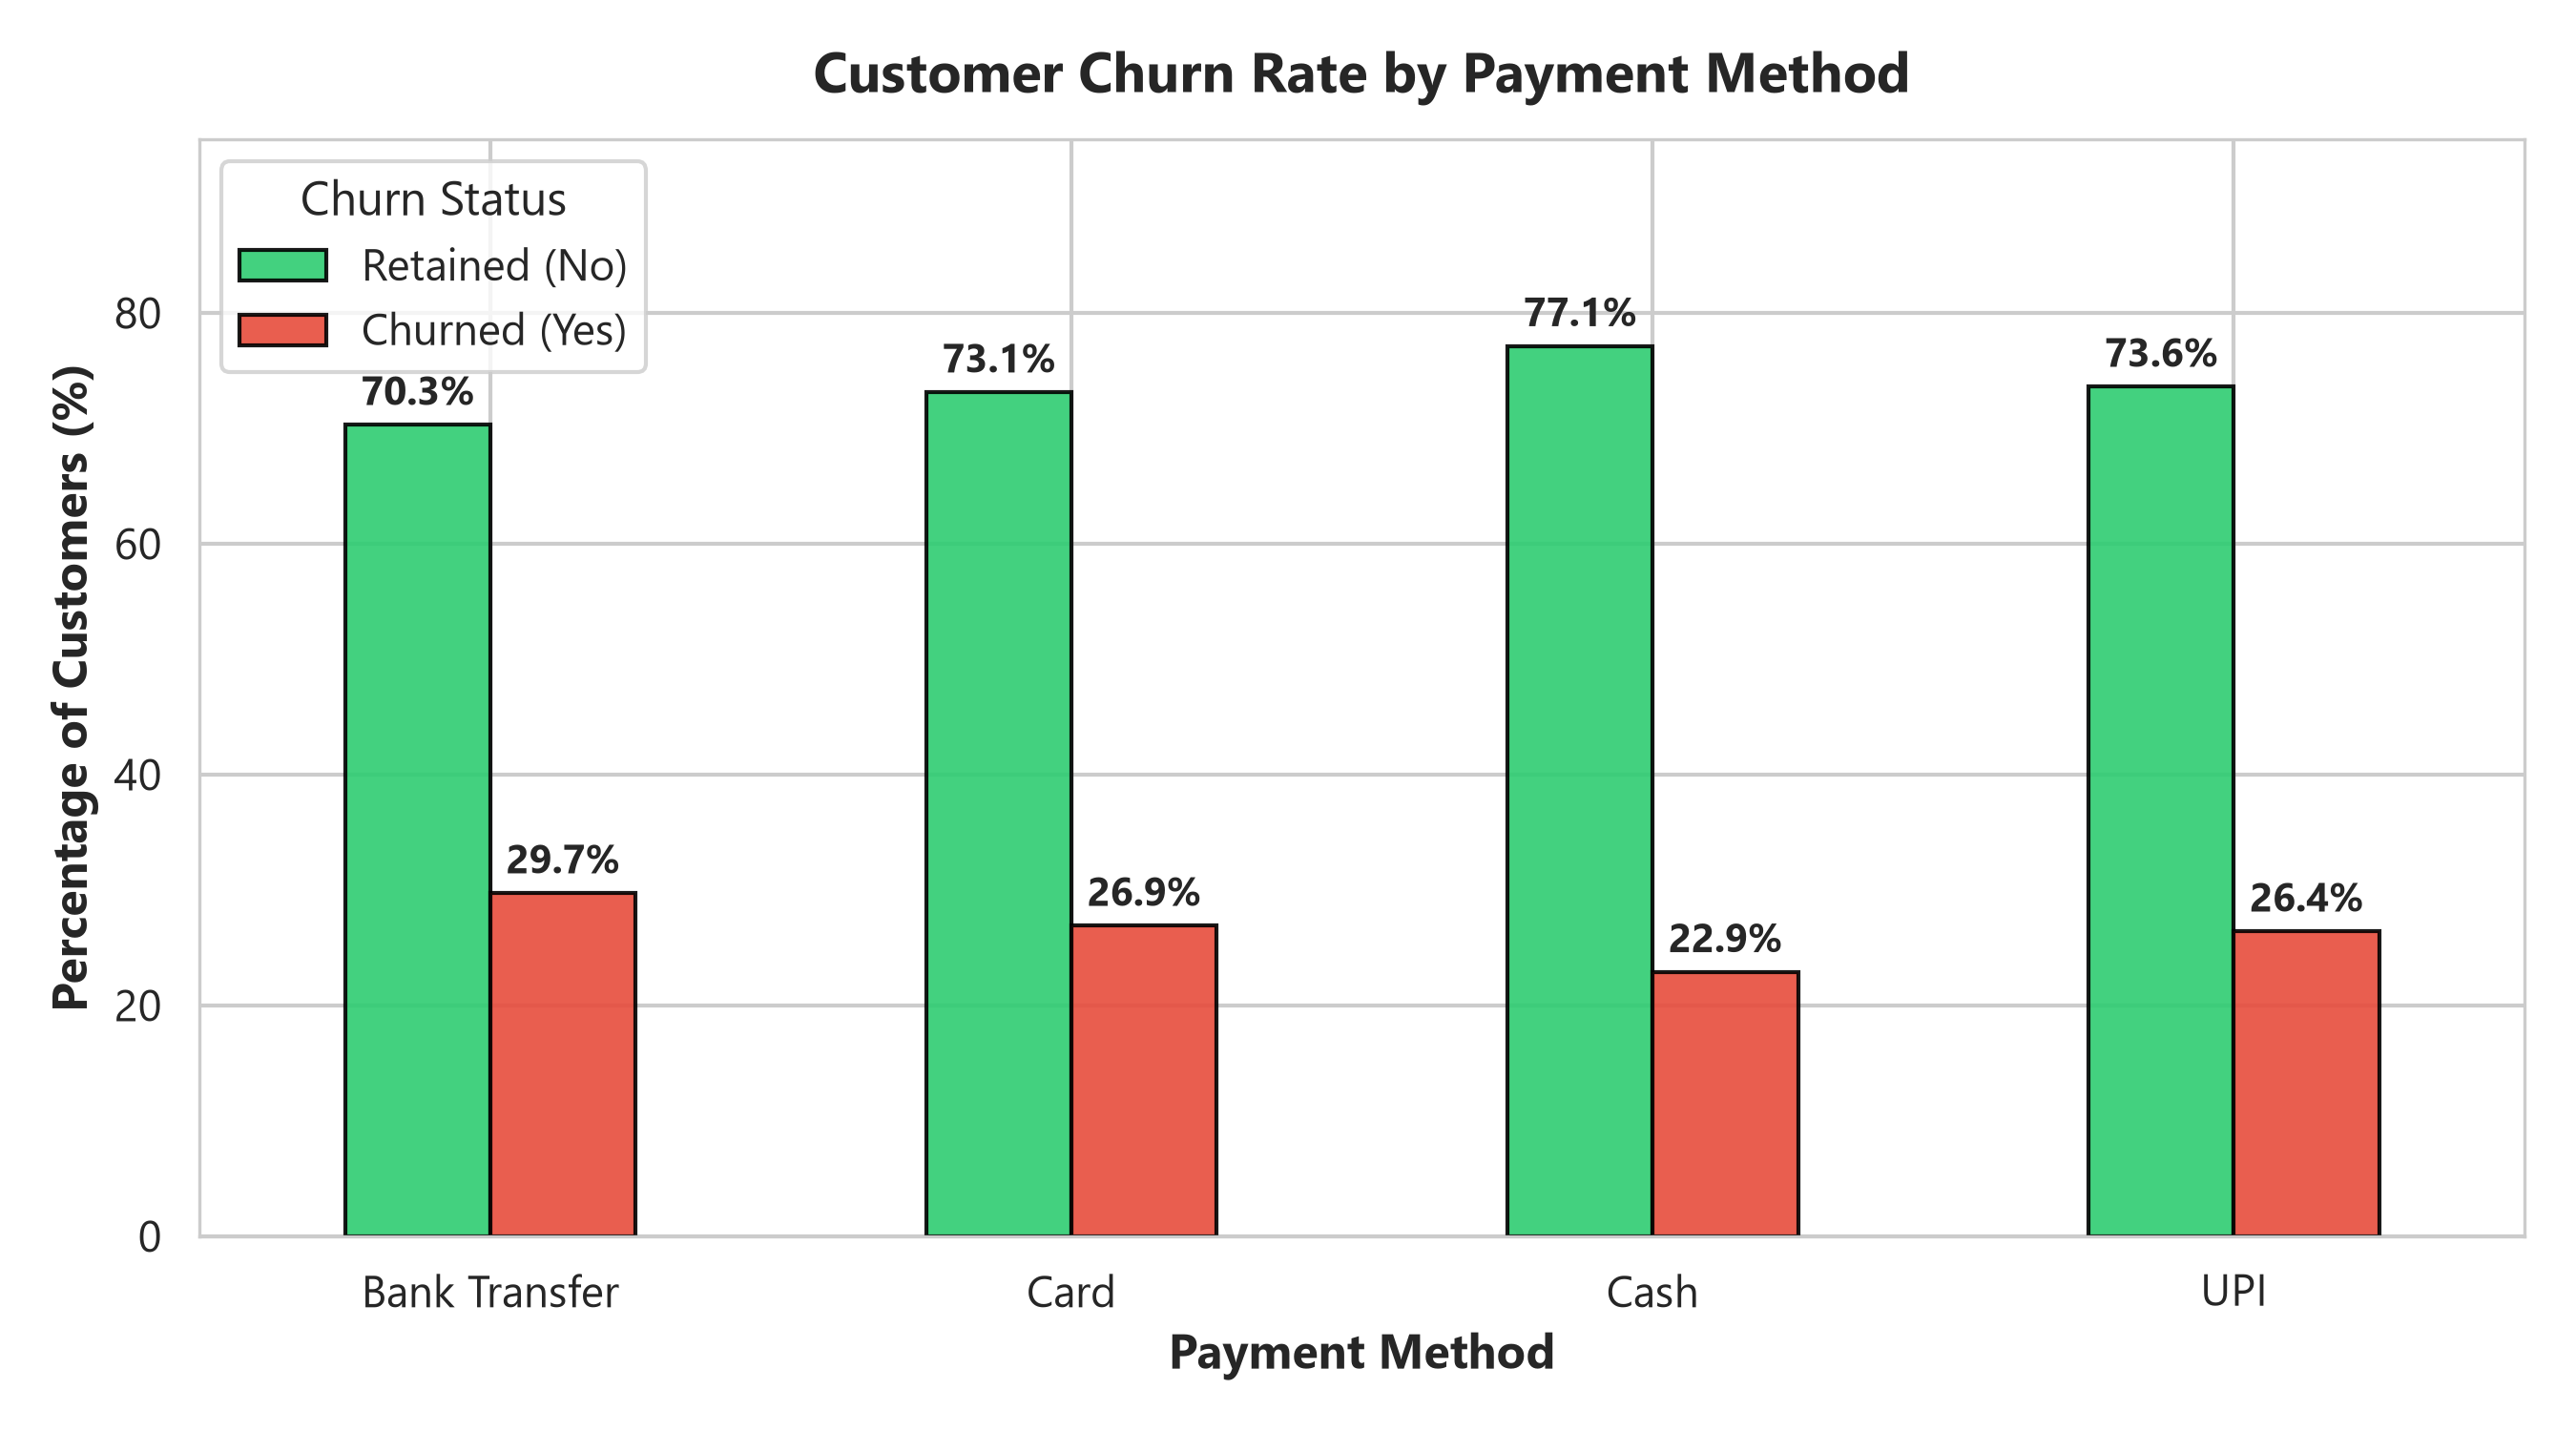 Customer Churn Rate by Payment Method
Churn Status
Retained (No)
Churned (Yes)
Percentage of Customers (%)
80
60
40
20
0
70.3%
29.7%
73.1%
26.9%
77.1%
22.9%
73.6%
26.4%
Bank Transfer
Card
Cash
UPI
Payment Method